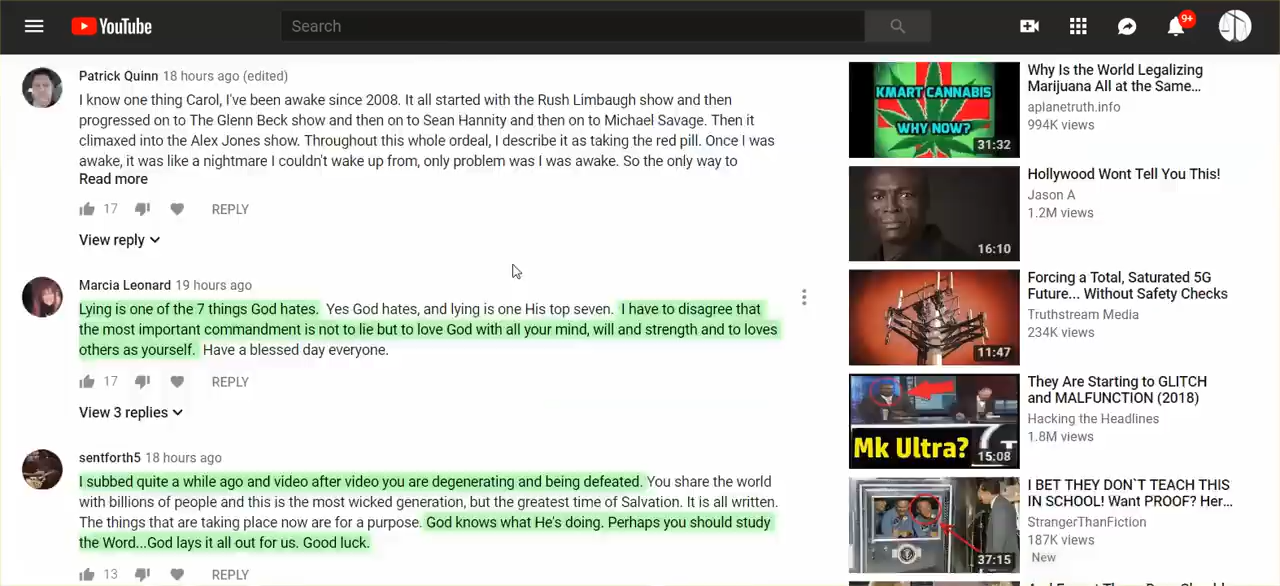 YouTube
Search
9+
Patrick Quinn 18 hours ago (edited)
I know one thing Carol, I've been awake since 2008. It all started with the Rush Limbaugh show and then
progressed on to The Glenn Beck show and then on to Sean Hannity and then on to Michael Savage. Then it
climaxed into the Alex Jones show. Throughout this whole ordeal, I describe it as taking the red pill. Once I was
awake, it was like a nightmare I couldn't wake up from, only problem was I was awake. So the only way to
Read more
17 REPLY
View reply
Marcia Leonard 19 hours ago
Lying is one of the 7 things God hates. Yes God hates, and lying is one His top seven. I have to disagree that
the most important commandment is not to lie but to love God with all your mind, will and strength and to loves
others as yourself. Have a blessed day everyone.
17 REPLY
View 3 replies
sentforth5 18 hours ago
I subbed quite a while ago and video after video you are degenerating and being defeated. You share the world
with billions of people and this is the most wicked generation, but the greatest time of Salvation. It is all written.
The things that are taking place now are for a purpose. God knows what He's doing. Perhaps you should study
the Word...God lays it all out for us. Good luck.
13 REPLY
KMART CANNABIS
WHY NOW?
31:32
Why Is the World Legalizing
Marijuana All at the Same...
aplanetruth.info
994K views
16:10
Hollywood Wont Tell You This!
Jason A
1.2M views
11:47
Forcing a Total, Saturated 5G
Future... Without Safety Checks
Truthstream Media
234K views
Mk Ultra?
15:08
They Are Starting to GLITCH
and MALFUNCTION (2018)
Hacking the Headlines
1.8M views
37:15
I BET THEY DON`T TEACH THIS
IN SCHOOL! Want PROOF? Her...
StrangerThanFiction
187K views
New